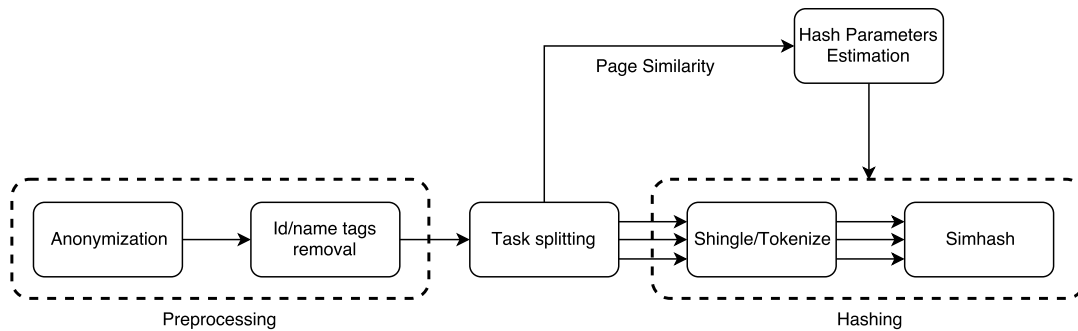 Hash Parameters
Estimation
Page Similarity
Anonymization
Id/name tags
removal
Task splitting
Shingle/Tokenize
Simhash
Preprocessing
Hashing